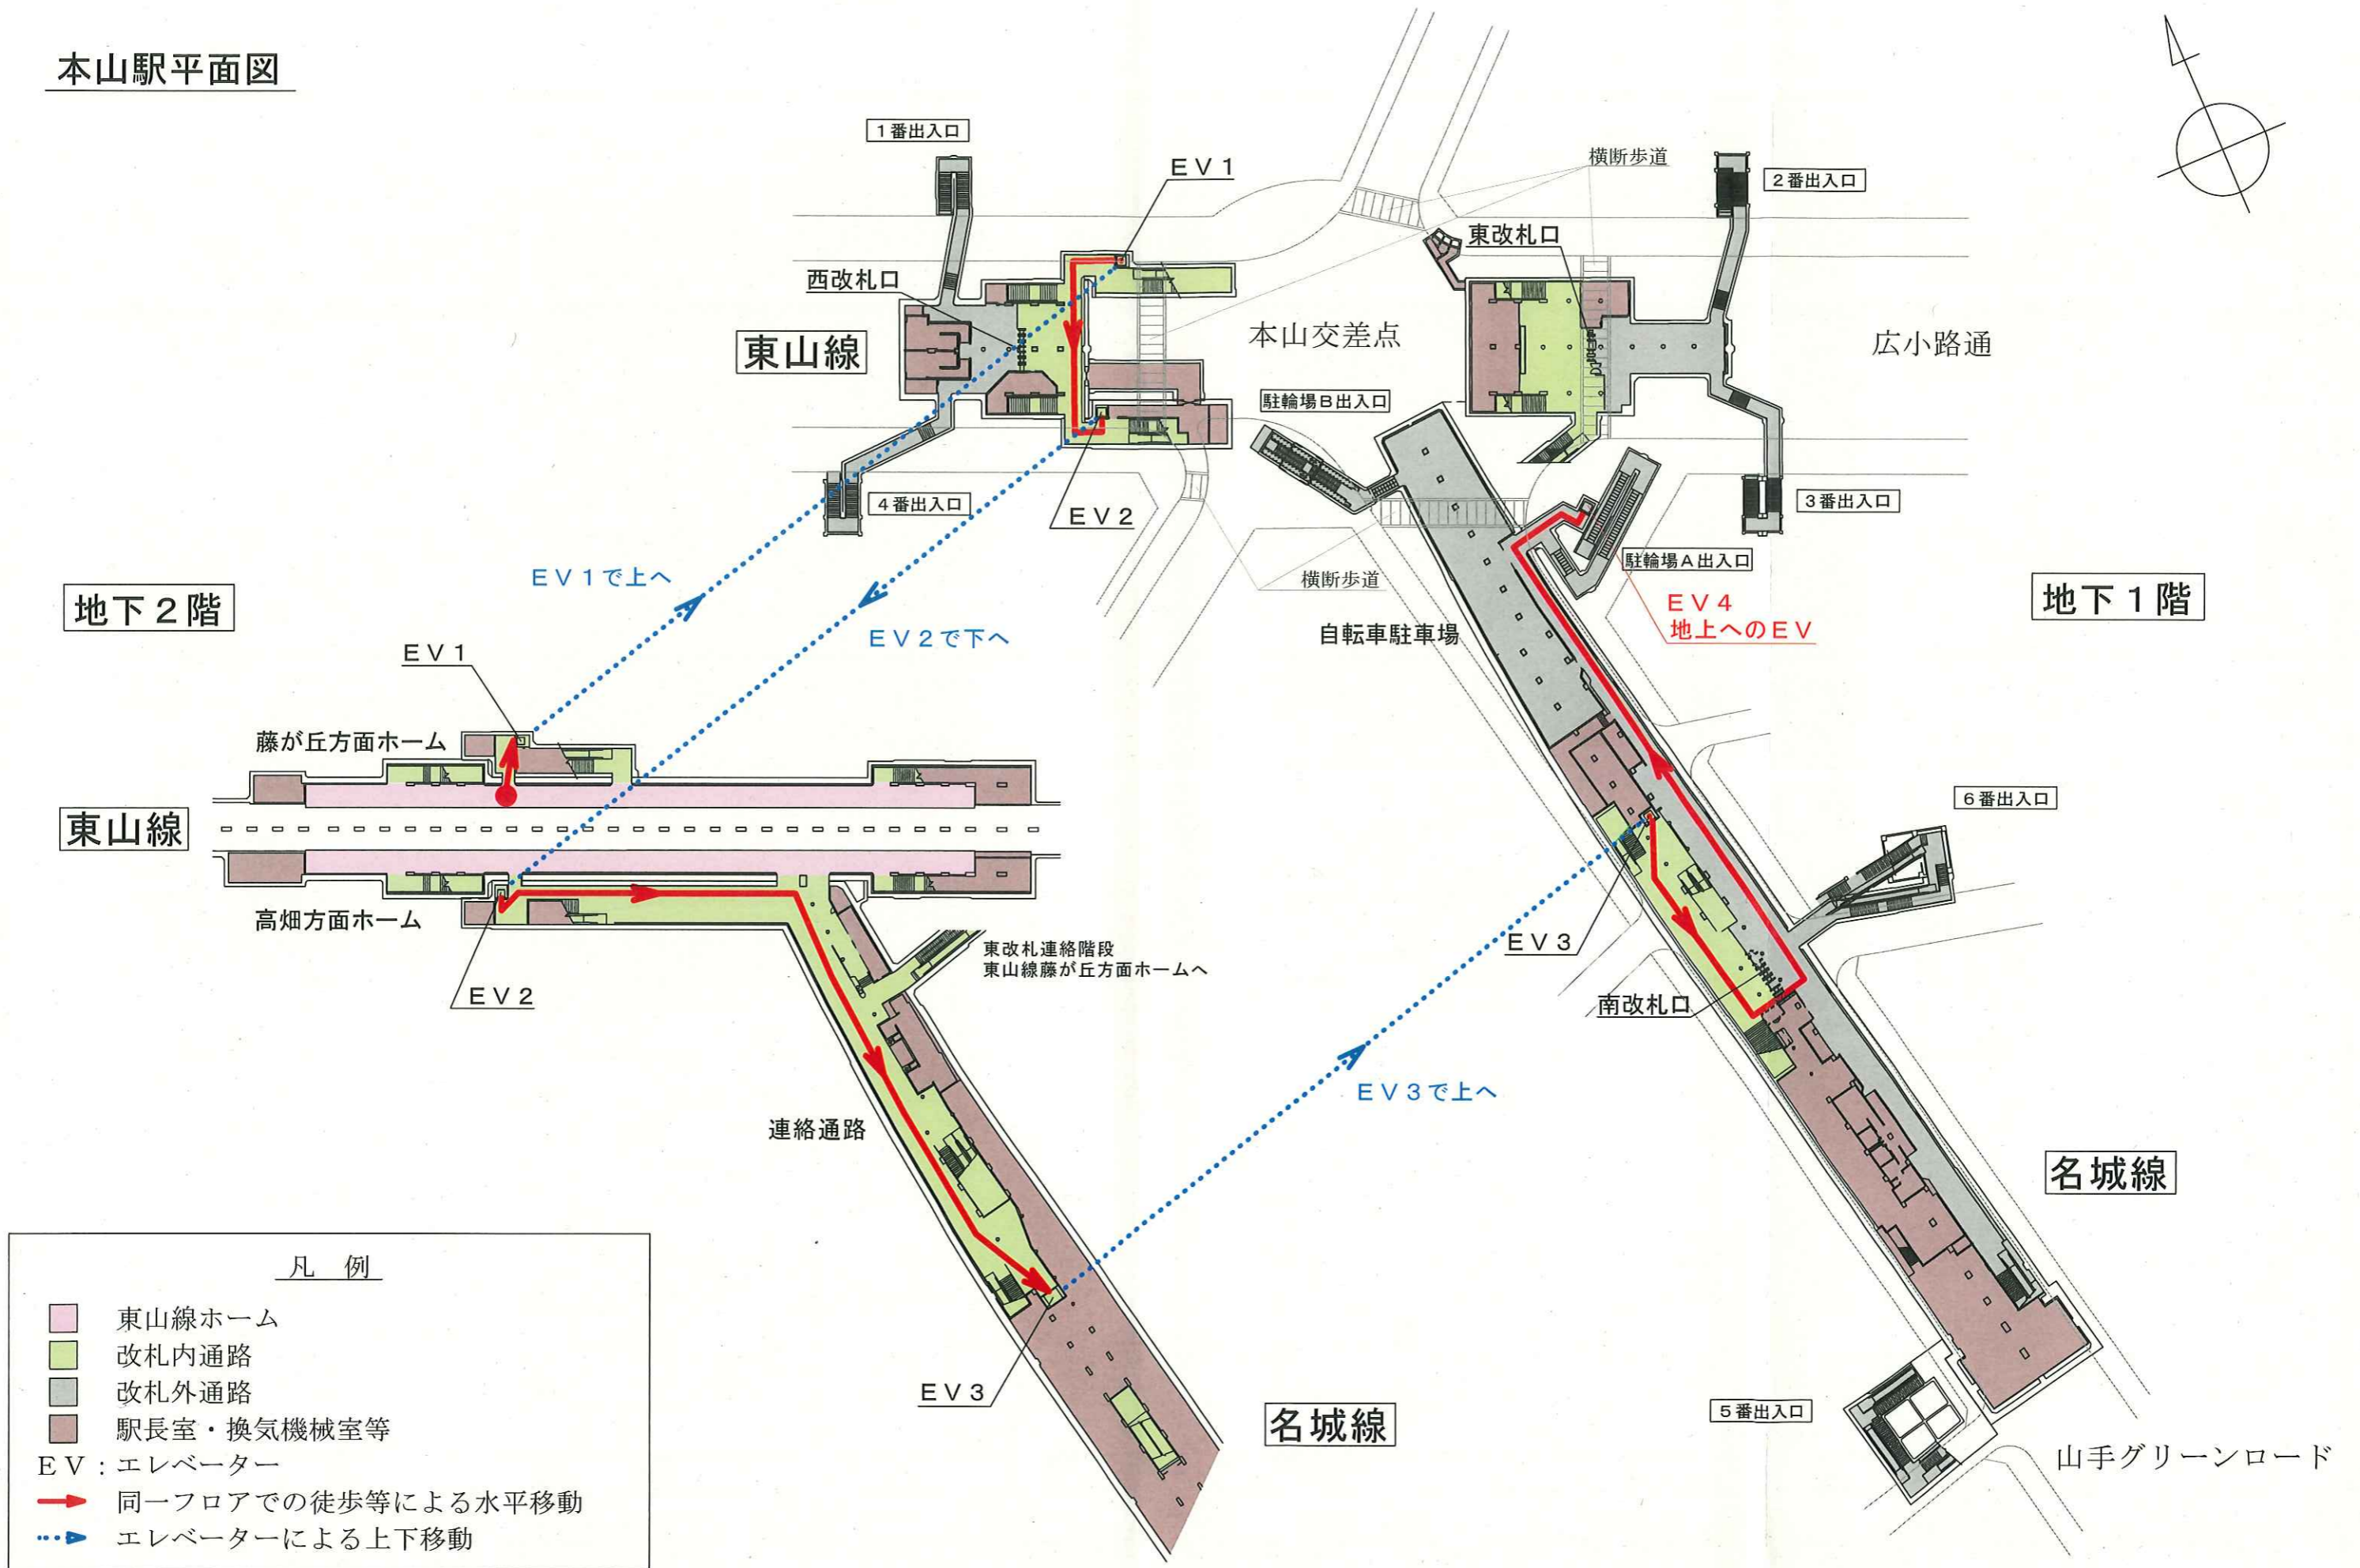 本山駅平面図
1番出入口
EV1
横断歩道
2番出入口
東改札口
西改札口
東山線
本山交差点
広小路通
駐輪場B出入口
4番出入口
EV2
3番出入口
駐輪場A出入口
横断歩道
EV1で上へ
EV2で下へ
EV4
地上へのEV
地下2階
地下1階
自転車駐車場
EV1
藤が丘方面ホーム
東山線
高畑方面ホーム
EV2
6番出入口
東改札連絡階段
東山線藤が丘方面ホームへ
EV3
南改札口
EV3で上へ
連絡通路
名城線
EV3
名城線
5番出入口
山手グリーンロード
凡 例
東山線ホーム
改札内通路
改札外通路
駅長室・換気機械室等
EV:エレベーター
同一フロアでの徒歩等による水平移動
エレベーターによる上下移動